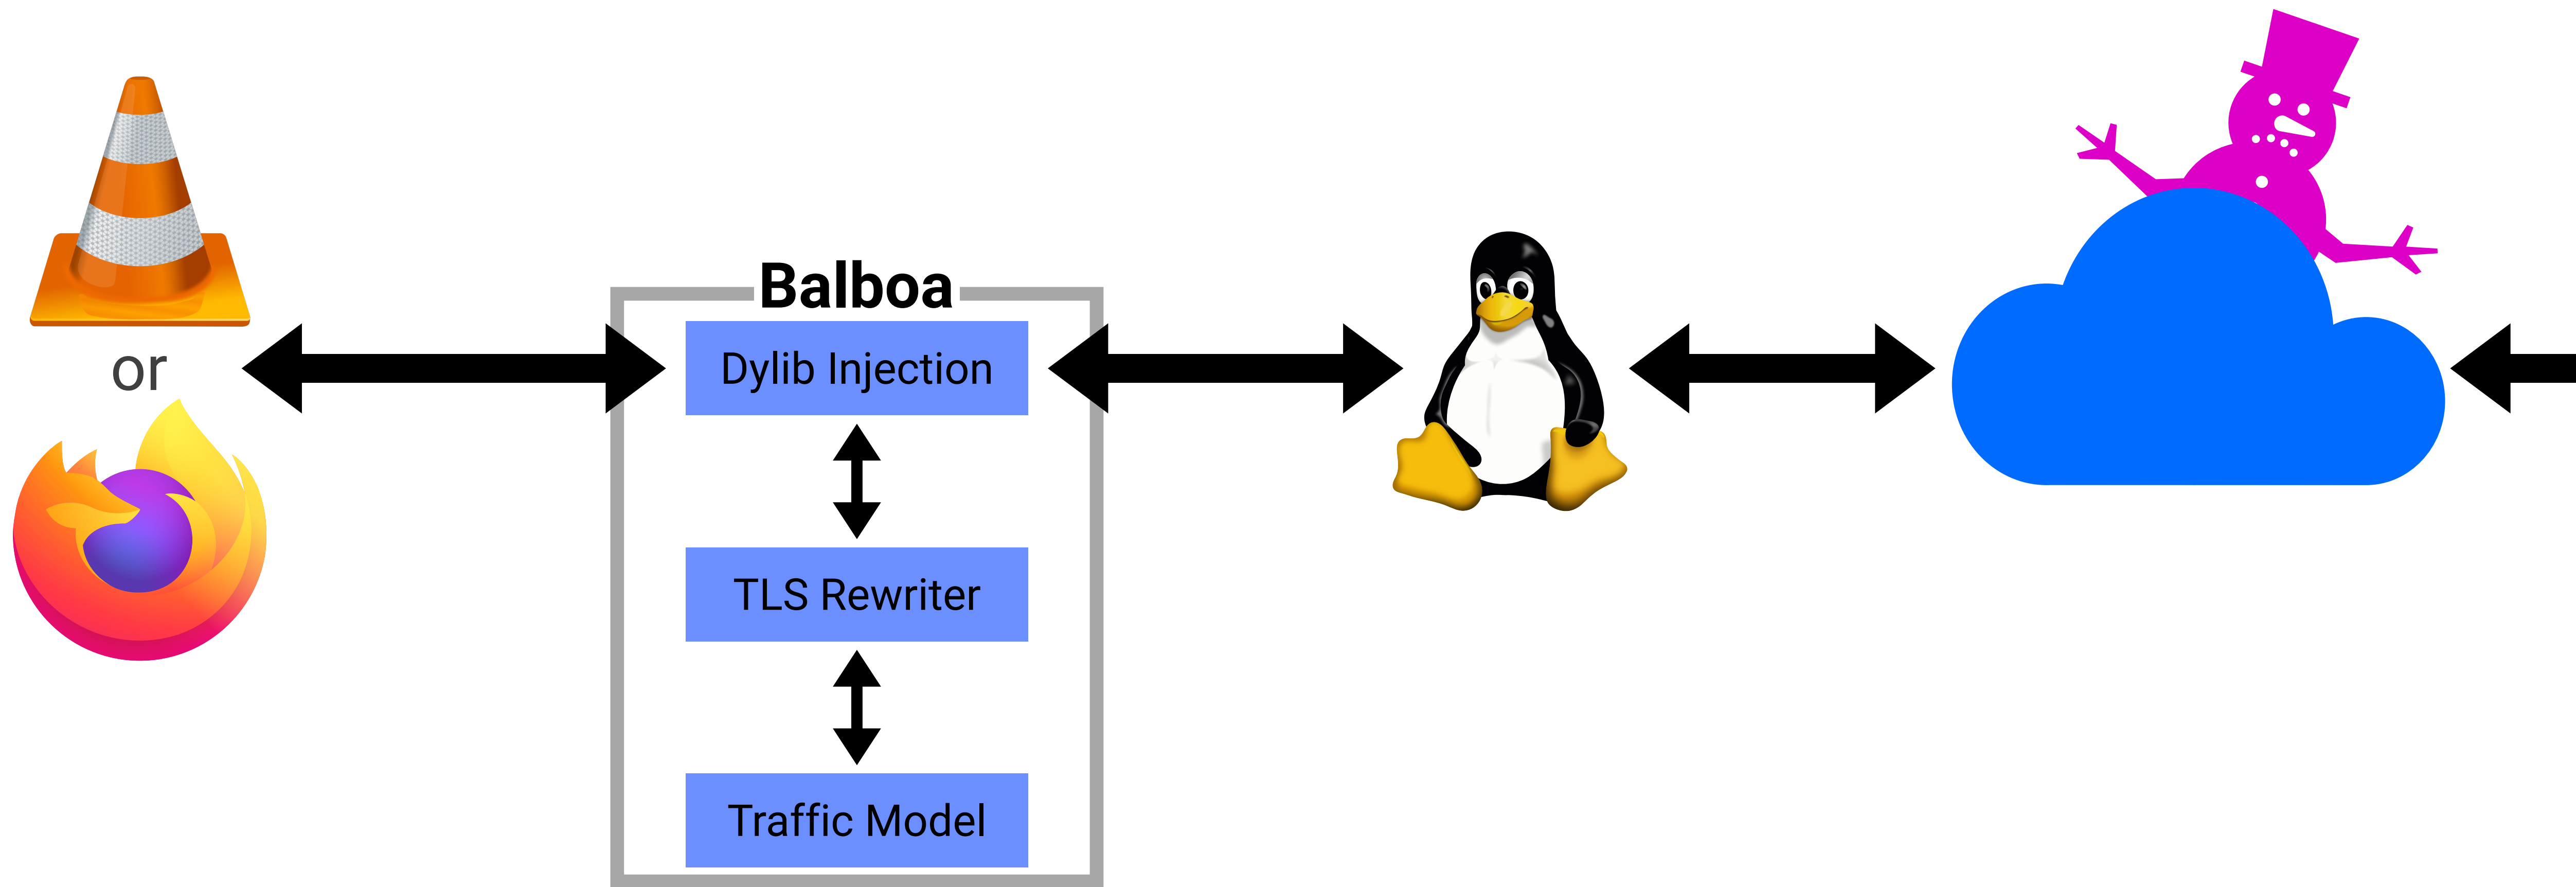 Balboa
or
Dylib Injection
TLS Rewriter
Traffic Model